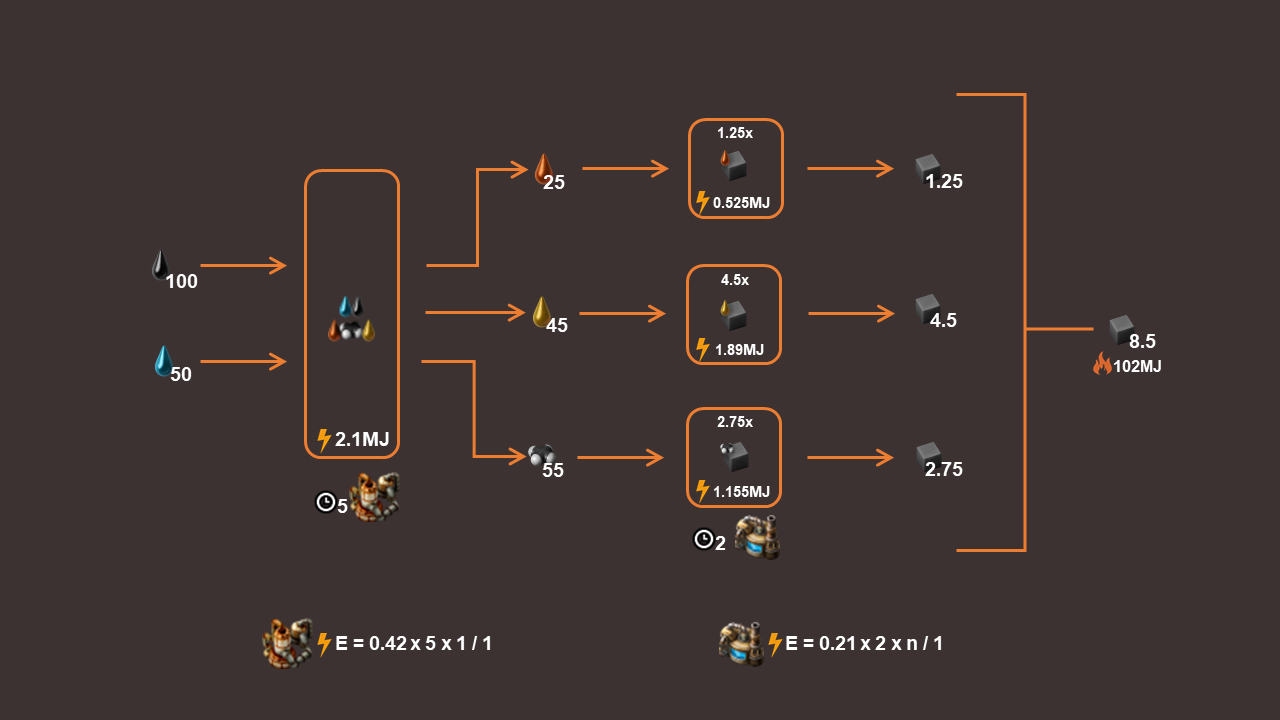 100
50
2.1MJ
5
25
45
55
1.25x
0.525MJ
4.5x
1.89MJ
2.75x
1.155MJ
2
1.25
4.5
2.75
8.5
102MJ
E = 0.42 x 5 x 1 / 1
E = 0.21 x 2 x n / 1